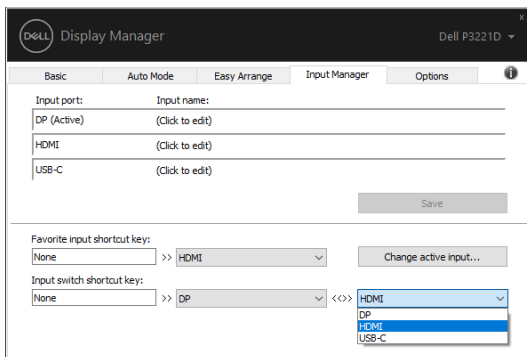 x
DELL Display Manager Dell P3221D
Basic Auto Mode Easy Arrange Input Manager Options i
Input port: Input name:
DP (Active) (Click to edit)
HDMI (Click to edit)
USB-C (Click to edit)
Save
Favorite input shortcut key:
None >> HDMI Change active input...
Input switch shortcut key:
None >> DP <<>> HDMI
DP
HDMI
USB-C